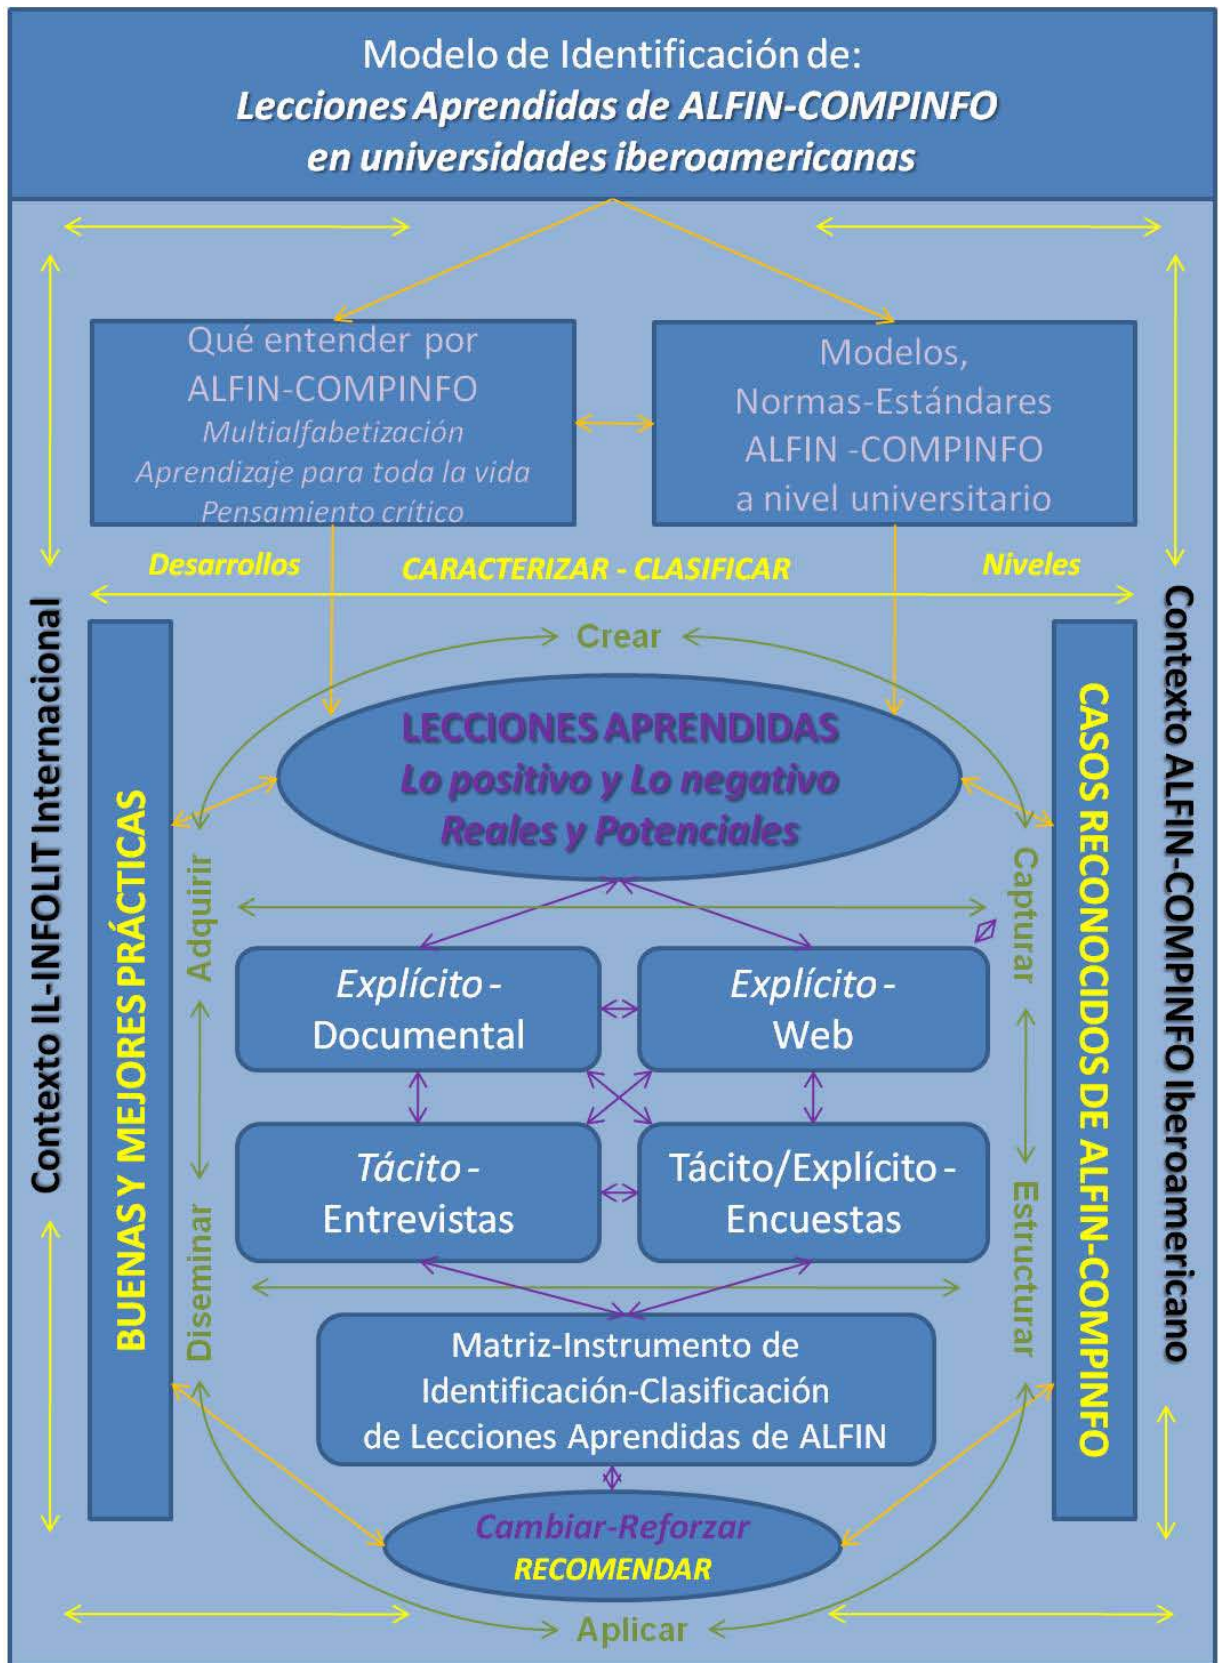 Modelo de Identificación de:
Lecciones Aprendidas de ALFIN-COMPINFO
en universidades iberoamericanas
Qué entender por
ALFIN-COMPINFO
Multialfabetización
Aprendizaje para toda la vida
Pensamiento crítico
Modelos,
Normas-Estándares
ALFIN -COMPINFO
a nivel universitario
Desarrollos
CARACTERIZAR - CLASIFICAR
Niveles
Contexto IL-INFOLIT Internacional
BUENAS Y MEJORES PRÁCTICAS
Crear
LECCIONES APRENDIDAS
Lo positivo y Lo negativo
Reales y Potenciales
Adquirir
Capturar
Explícito -
Documental
Explícito -
Web
Tácito -
Entrevistas
Tácito/Explícito -
Encuestas
Diseminar
Estructurar
Matriz-Instrumento de
Identificación-Clasificación
de Lecciones Aprendidas de ALFIN
Cambiar-Reforzar
RECOMENDAR
Aplicar
CASOS RECONOCIDOS DE ALFIN-COMPINFO
Contexto ALFIN-COMPINFO Iberoamericano